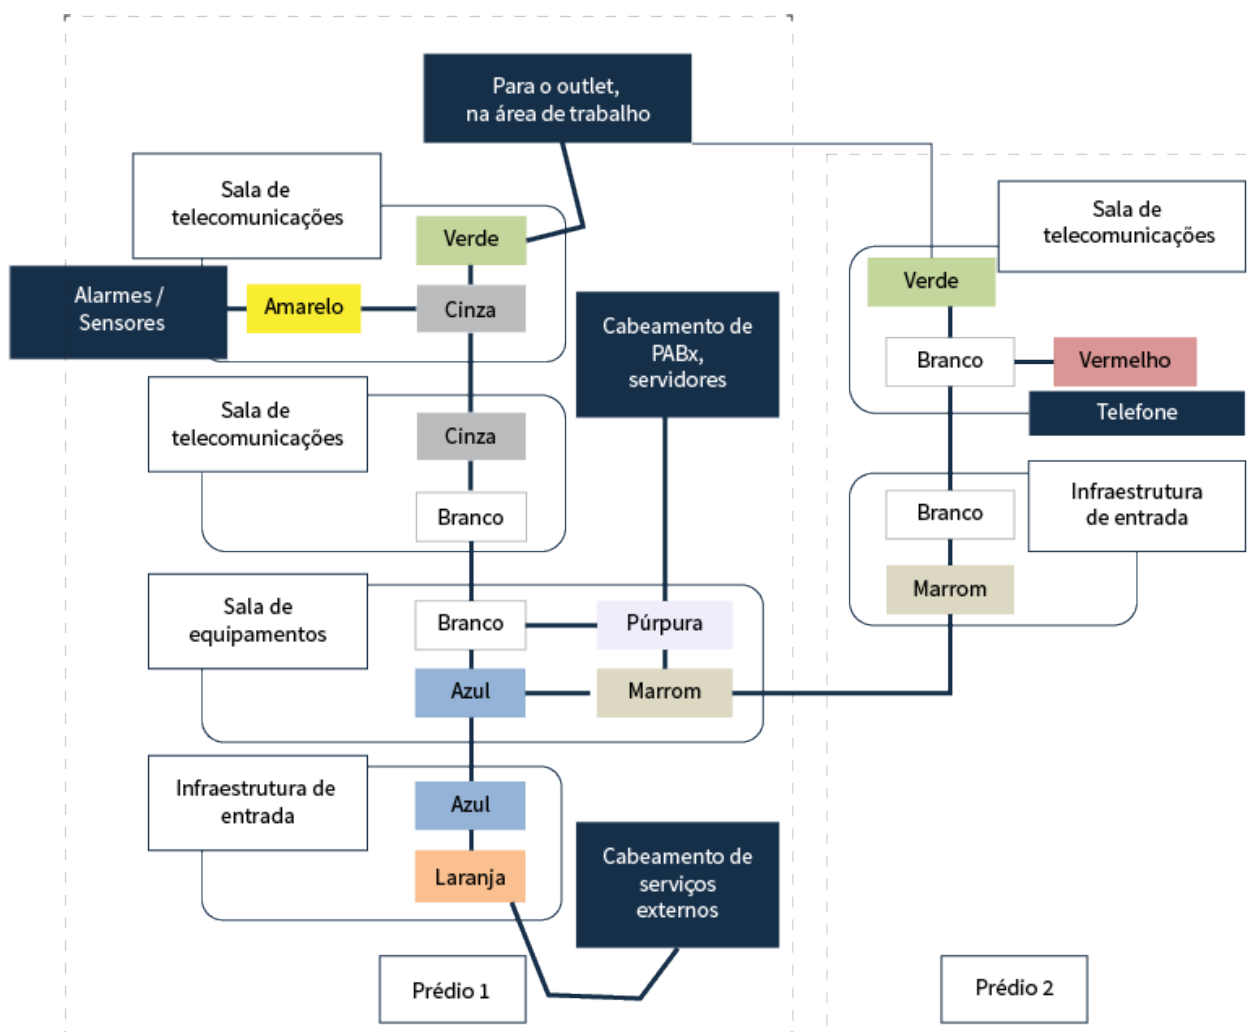 Para o outlet,
na área de trabalho
Sala de
telecomunicações
Verde
Alarmes /
Sensores
Amarelo
Cinza
Sala de
telecomunicações
Cinza
Branco
Cabeamento de
PABx,
servidores
Sala de
equipamentos
Branco
Púrpura
Azul
Marrom
Infraestrutura de
entrada
Azul
Laranja
Cabeamento de
serviços
externos
Prédio 1
Sala de
telecomunicações
Verde
Branco
Vermelho
Telefone
Infraestrutura
de entrada
Branco
Marrom
Prédio 2